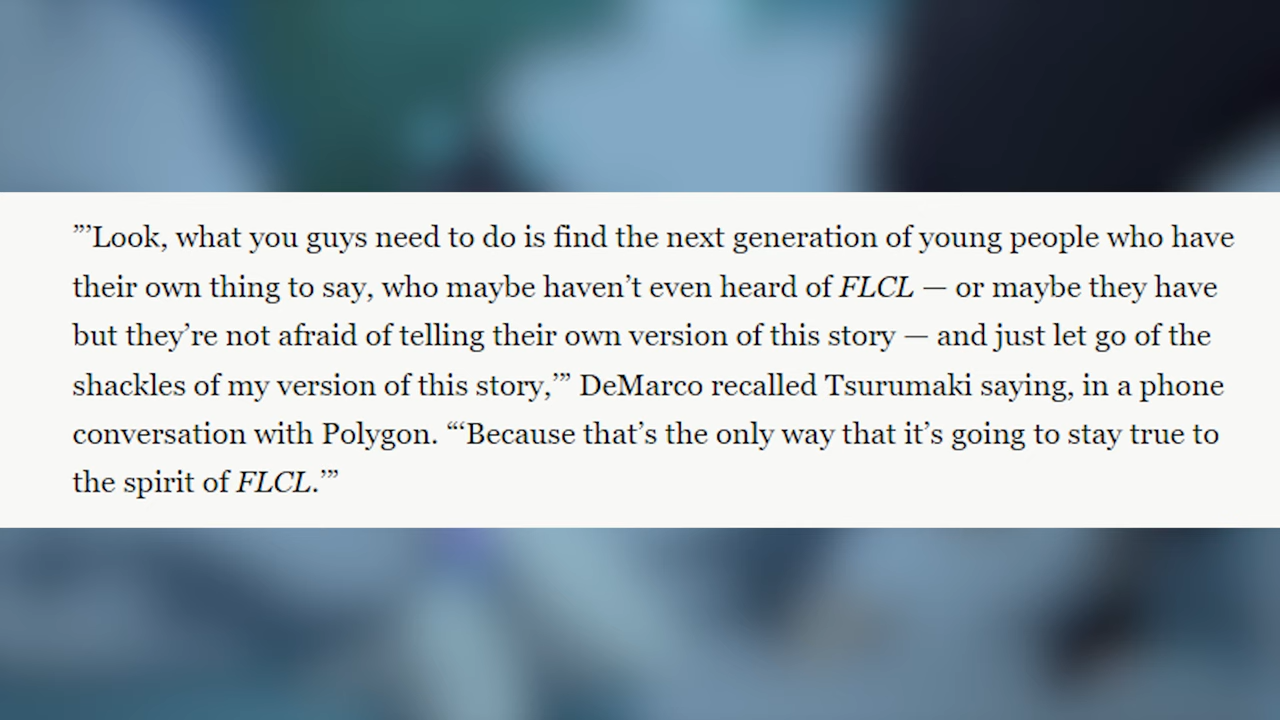 ”’Look, what you guys need to do is find the next generation of young people who have
their own thing to say, who maybe haven’t even heard of FLCL — or maybe they have
but they’re not afraid of telling their own version of this story — and just let go of the
shackles of my version of this story,’” DeMarco recalled Tsurumaki saying, in a phone
conversation with Polygon. “‘Because that’s the only way that it’s going to stay true to
the spirit of FLCL.’”